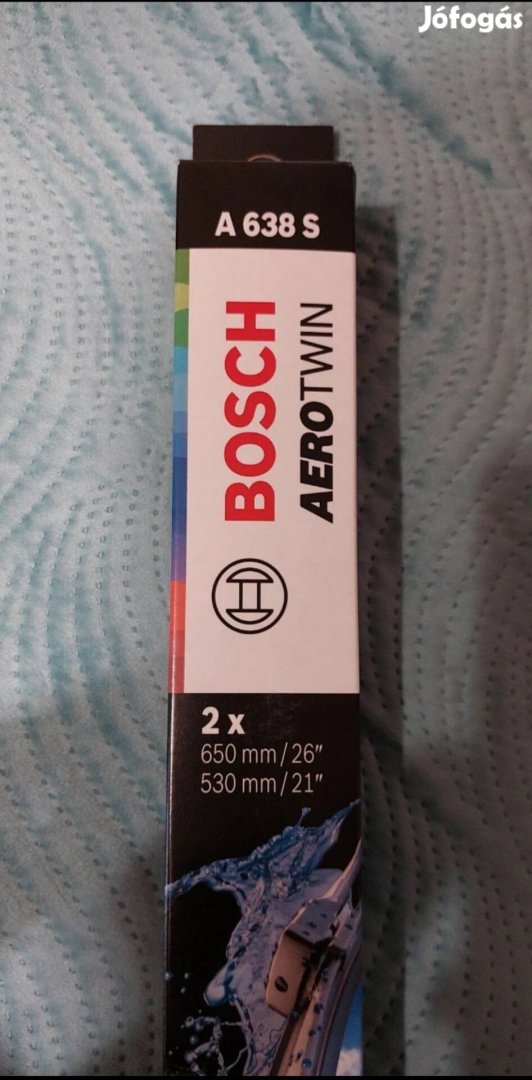 Jófogás
A 638 S
BOSCH
AEROTWIN
2 x
650 mm/26"
530 mm/21"